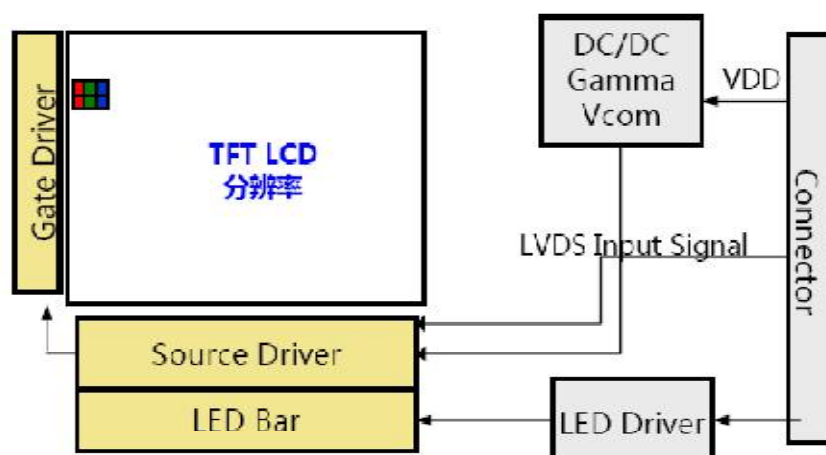 Gate Driver
TFT LCD
分辨率
DC/DC
Gamma
Vcom
VDD
Connector
LVDS Input Signal
Source Driver
LED Bar
LED Driver